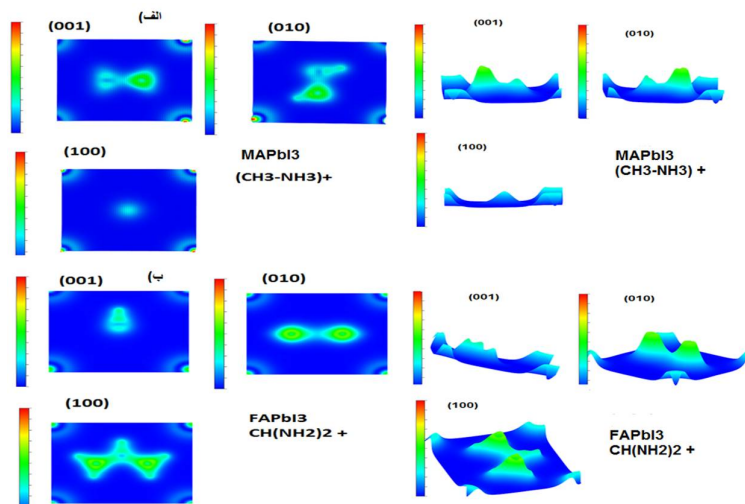 (001)
الف)
(010)
(001)
(010)
(100)
MAPbI3
(CH3-NH3)+
(100)
MAPbI3
(CH3-NH3) +
(001)
ب)
(010)
(001)
(010)
(100)
FAPbI3
CH(NH2)2 +
(100)
FAPbI3
CH(NH2)2 +